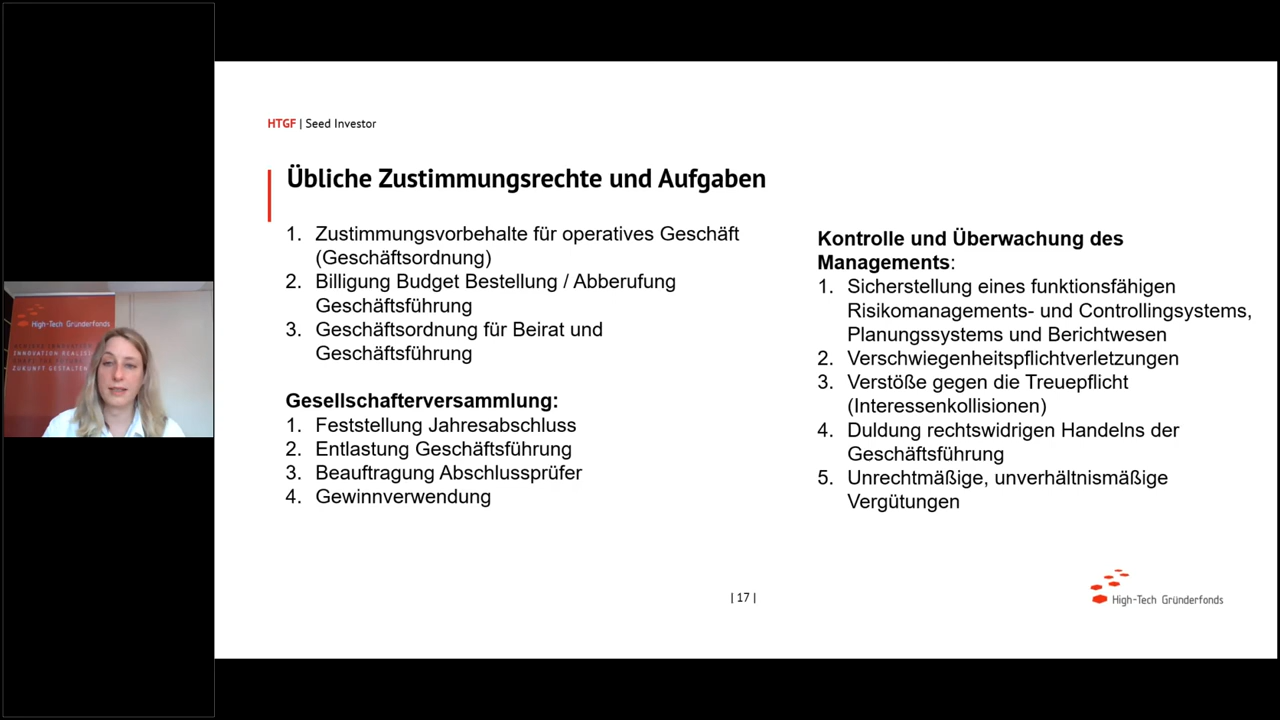 HTGF | Seed Investor
Übliche Zustimmungsrechte und Aufgaben
1. Zustimmungsvorbehalte für operatives Geschäft
(Geschäftsordnung)
2. Billigung Budget Bestellung / Abberufung
Geschäftsführung
3. Geschäftsordnung für Beirat und
Geschäftsführung
Gesellschafterversammlung:
1. Feststellung Jahresabschluss
2. Entlastung Geschäftsführung
3. Beauftragung Abschlussprüfer
4. Gewinnverwendung
Kontrolle und Überwachung des
Managements:
1. Sicherstellung eines funktionsfähigen
Risikomanagements- und Controllingsystems,
Planungssystems und Berichtwesen
2. Verschwiegenheitspflichtverletzungen
3. Verstöße gegen die Treuepflicht
(Interessenkollisionen)
4. Duldung rechtswidrigen Handelns der
Geschäftsführung
5. Unrechtmäßige, unverhältnismäßige
Vergütungen
| 17 |
High-Tech Gründerfonds
High-Tech Gründerfonds
ZUKUNFT GESTALTEN